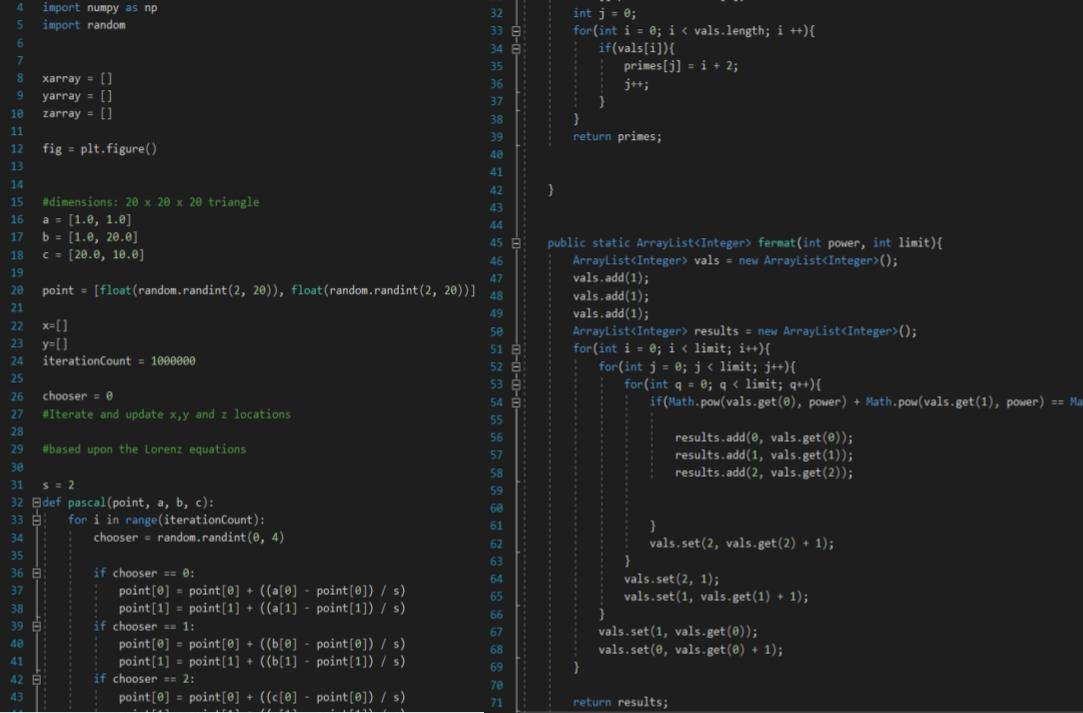 4 import numpy as np
5 import random
6
7
8 xarray = []
9 yarray = []
10 zarray = []
11
12 fig = plt.figure()
13
14
15 #dimensions: 20 x 20 x 20 triangle
16 a = [1.0, 1.0]
17 b = [1.0, 20.0]
18 c = [20.0, 10.0]
19
20 point = [float(random.randint(2, 20)), float(random.randint(2, 20))]
21
22 x=[]
23 y=[]
24 iterationCount = 1000000
25
26 chooser = 0
27 #Iterate and update x,y and z locations
28
29 #based upon the Lorenz equations
30
31 s = 2
32 def pascal(point, a, b, c):
33 for i in range(iterationCount):
34 chooser = random.randint(0, 4)
35
36 if chooser == 0:
37 point[0] = point[0] + ((a[0] - point[0]) / s)
38 point[1] = point[1] + ((a[1] - point[1]) / s)
39 if chooser == 1:
40 point[0] = point[0] + ((b[0] - point[0]) / s)
41 point[1] = point[1] + ((b[1] - point[1]) / s)
42 if chooser == 2:
43 point[0] = point[0] + ((c[0] - point[0]) / s)
32 int j = 0;
33 for(int i = 0; i < vals.length; i ++){
34 if(vals[i]){
35 primes[j] = i + 2;
36 j++;
37 }
38 }
39 return primes;
40
41
42 }
43
44
45 public static ArrayList<Integer> fermat(int power, int limit){
46 ArrayList<Integer> vals = new ArrayList<Integer>();
47 vals.add(1);
48 vals.add(1);
49 vals.add(1);
50 ArrayList<Integer> results = new ArrayList<Integer>();
51 for(int i = 0; i < limit; i++){
52 for(int j = 0; j < limit; j++){
53 for(int q = 0; q < limit; q++){
54 if(Math.pow(vals.get(0), power) + Math.pow(vals.get(1), power) == Ma
55
56 results.add(0, vals.get(0));
57 results.add(1, vals.get(1));
58 results.add(2, vals.get(2));
59
60
61 }
62 vals.set(2, vals.get(2) + 1);
63 }
64 vals.set(2, 1);
65 vals.set(1, vals.get(1) + 1);
66 }
67 vals.set(1, vals.get(0));
68 vals.set(0, vals.get(0) + 1);
69 }
70
71 return results;